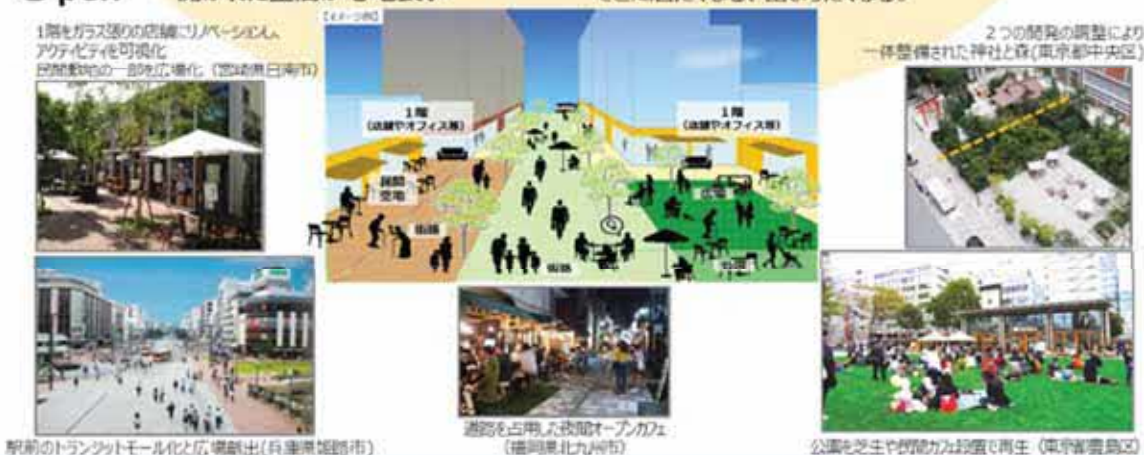 1階をガラス張りの店舗にリノベーションし、
アクティビティを可視化
民間敷地の一部を広場化 (宮崎県日南市)
【イメージ図】
2つの開発の調整により
一体整備された神社と森(東京都中央区)
1階
(店舗やオフィス等)
1階
(店舗やオフィス等)
民間
空地
広場
街路
街路
公園
駅前のトランジットモール化と広場創出(兵庫県姫路市)
道路を占用した夜間オープンカフェ
(福岡県北九州市)
公園を芝生や民間カフェ設置で再生 (東京都豊島区)